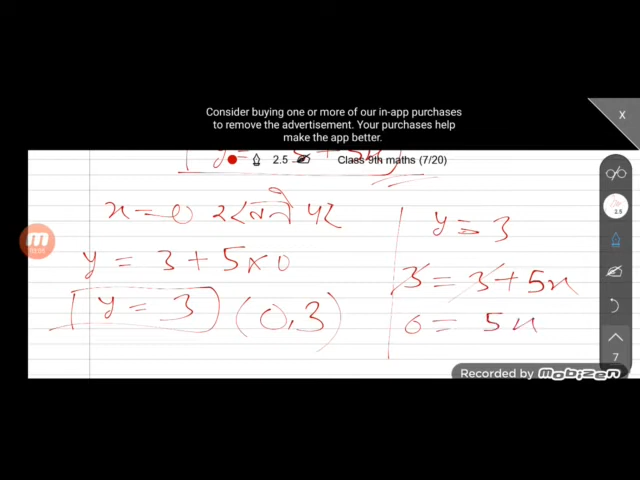 Consider buying one or more of our in-app purchases
to remove the advertisement. Your purchases help
make the app better.
X
2.5 Class 9th maths (7/20)
y = 3 + 5x
x = 0 रखने पर
y = 3 + 5 × 0
y = 3 (0, 3)
y = 3
3 = 3 + 5x
0 = 5x
2.5
7
Recorded by mobizen